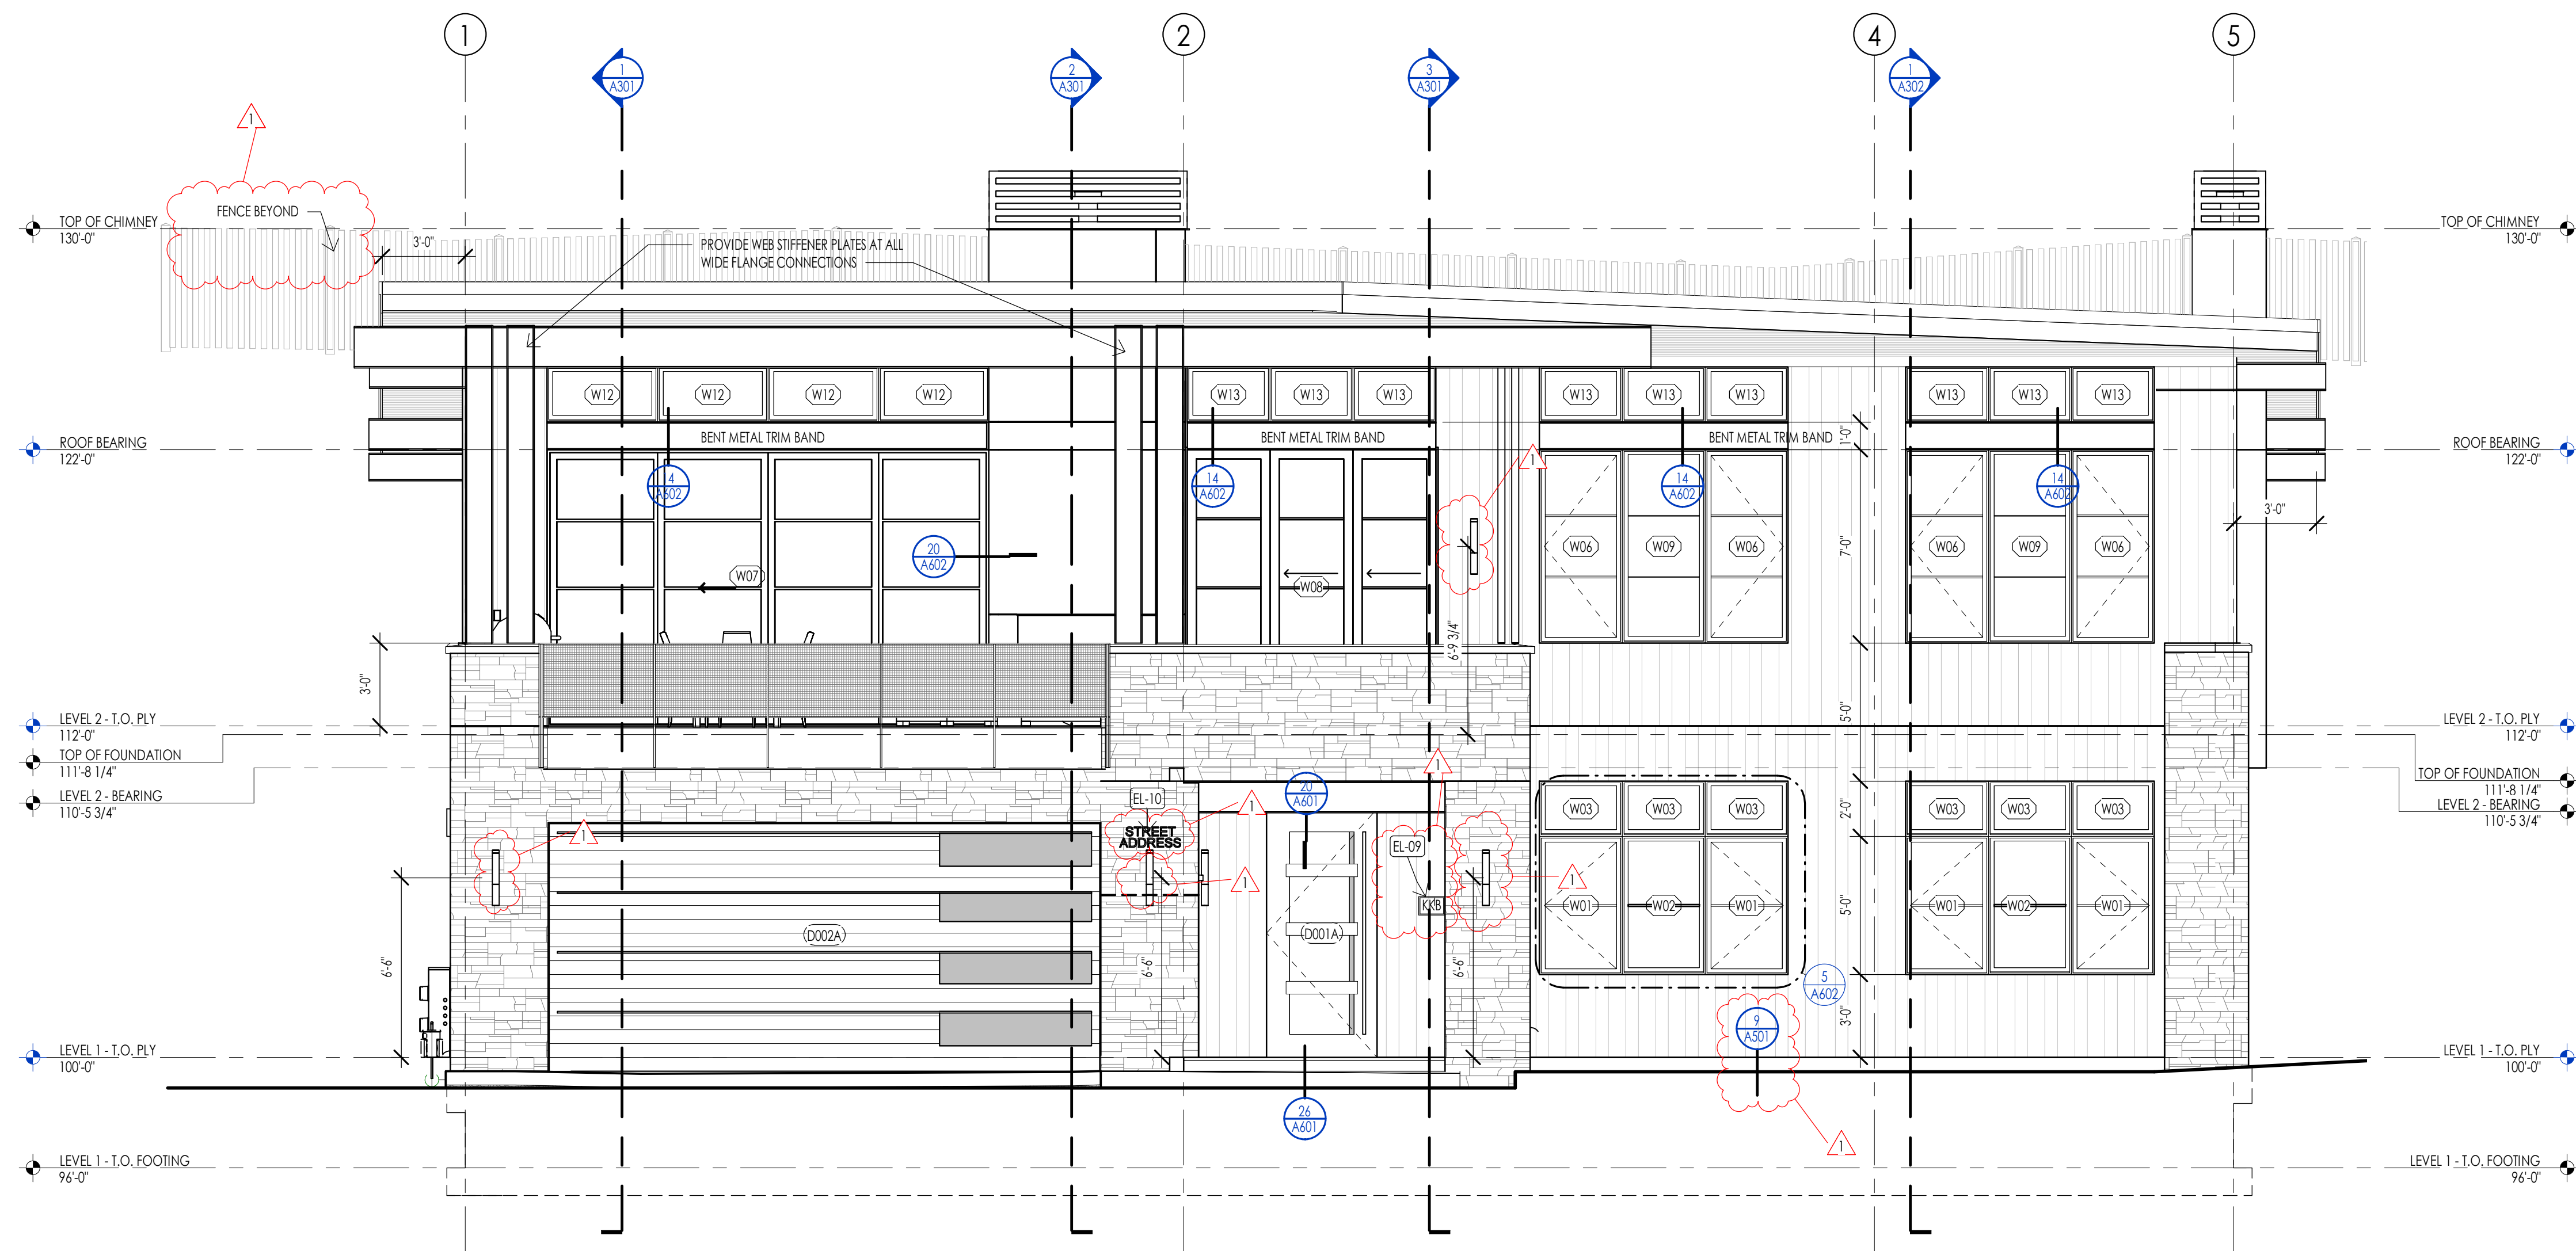 1
2
4
5
1
A301
2
A301
3
A301
1
A302
1
FENCE BEYOND
TOP OF CHIMNEY
130'-0"
3'-0"
PROVIDE WEB STIFFENER PLATES AT ALL
WIDE FLANGE CONNECTIONS
TOP OF CHIMNEY
130'-0"
W12
W12
W12
W12
W13
W13
W13
W13
W13
W13
W13
W13
W13
ROOF BEARING
122'-0"
BENT METAL TRIM BAND
BENT METAL TRIM BAND
BENT METAL TRIM BAND
1'-0"
ROOF BEARING
122'-0"
1
4
A602
14
A602
14
A602
14
A602
3'-0"
20
A602
W07
W08
W06
W09
W06
7'-0"
W06
W09
W06
6'-9 3/4"
3'-0"
5'-0"
LEVEL 2 - T.O. PLY
112'-0"
TOP OF FOUNDATION
111'-8 1/4"
LEVEL 2 - BEARING
110'-5 3/4"
LEVEL 2 - T.O. PLY
112'-0"
TOP OF FOUNDATION
111'-8 1/4"
LEVEL 2 - BEARING
110'-5 3/4"
1
EL-10
1
20
A601
STREET
ADDRESS
1
EL-09
W03
W03
W03
2'-0"
W03
W03
W03
1
1
KKB
W01
W02
W01
5'-0"
W01
W02
W01
D002A
D001A
6'-6"
6'-6"
6'-6"
5
A602
9
A501
3'-0"
LEVEL 1 - T.O. PLY
100'-0"
LEVEL 1 - T.O. PLY
100'-0"
26
A601
1
LEVEL 1 - T.O. FOOTING
96'-0"
LEVEL 1 - T.O. FOOTING
96'-0"